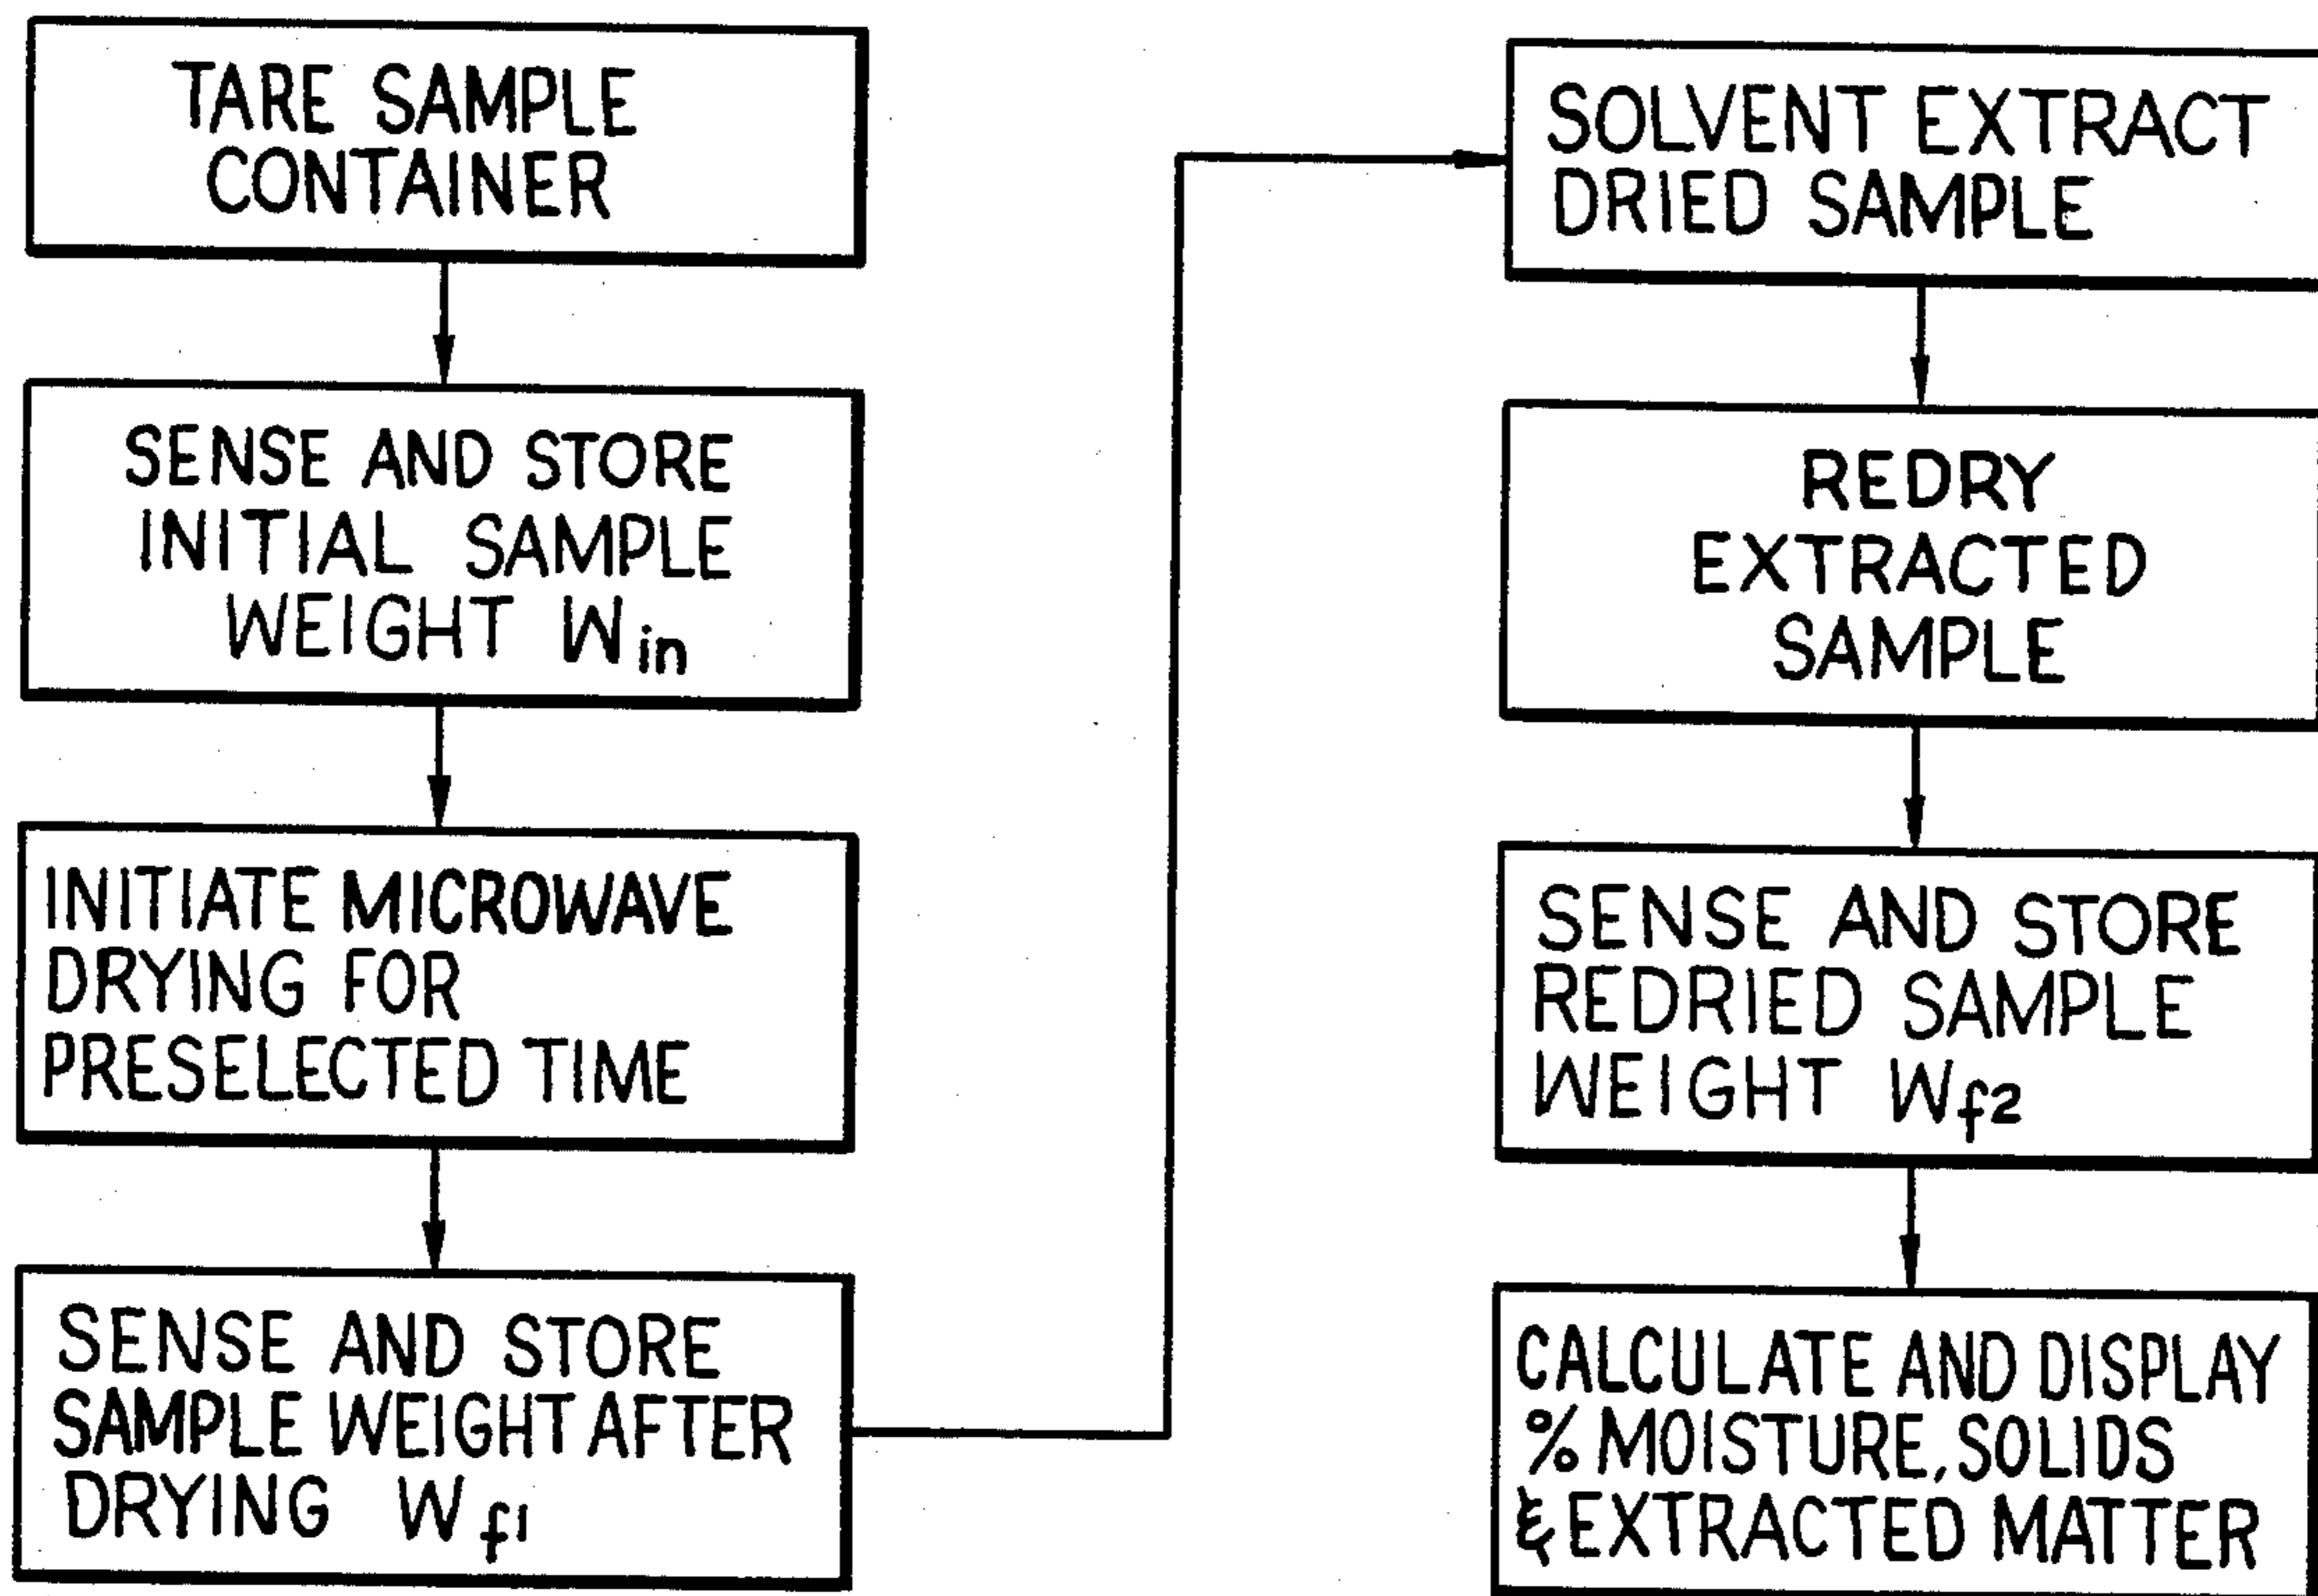 TARE SAMPLE
CONTAINER
SENSE AND STORE
INITIAL SAMPLE
WEIGHT Win
INITIATE MICROWAVE
DRYING FOR
PRESELECTED TIME
SENSE AND STORE
SAMPLE WEIGHT AFTER
DRYING Wf1
SOLVENT EXTRACT
DRIED SAMPLE
REDRY
EXTRACTED
SAMPLE
SENSE AND STORE
REDRIED SAMPLE
WEIGHT Wf2
CALCULATE AND DISPLAY
% MOISTURE, SOLIDS
& EXTRACTED MATTER